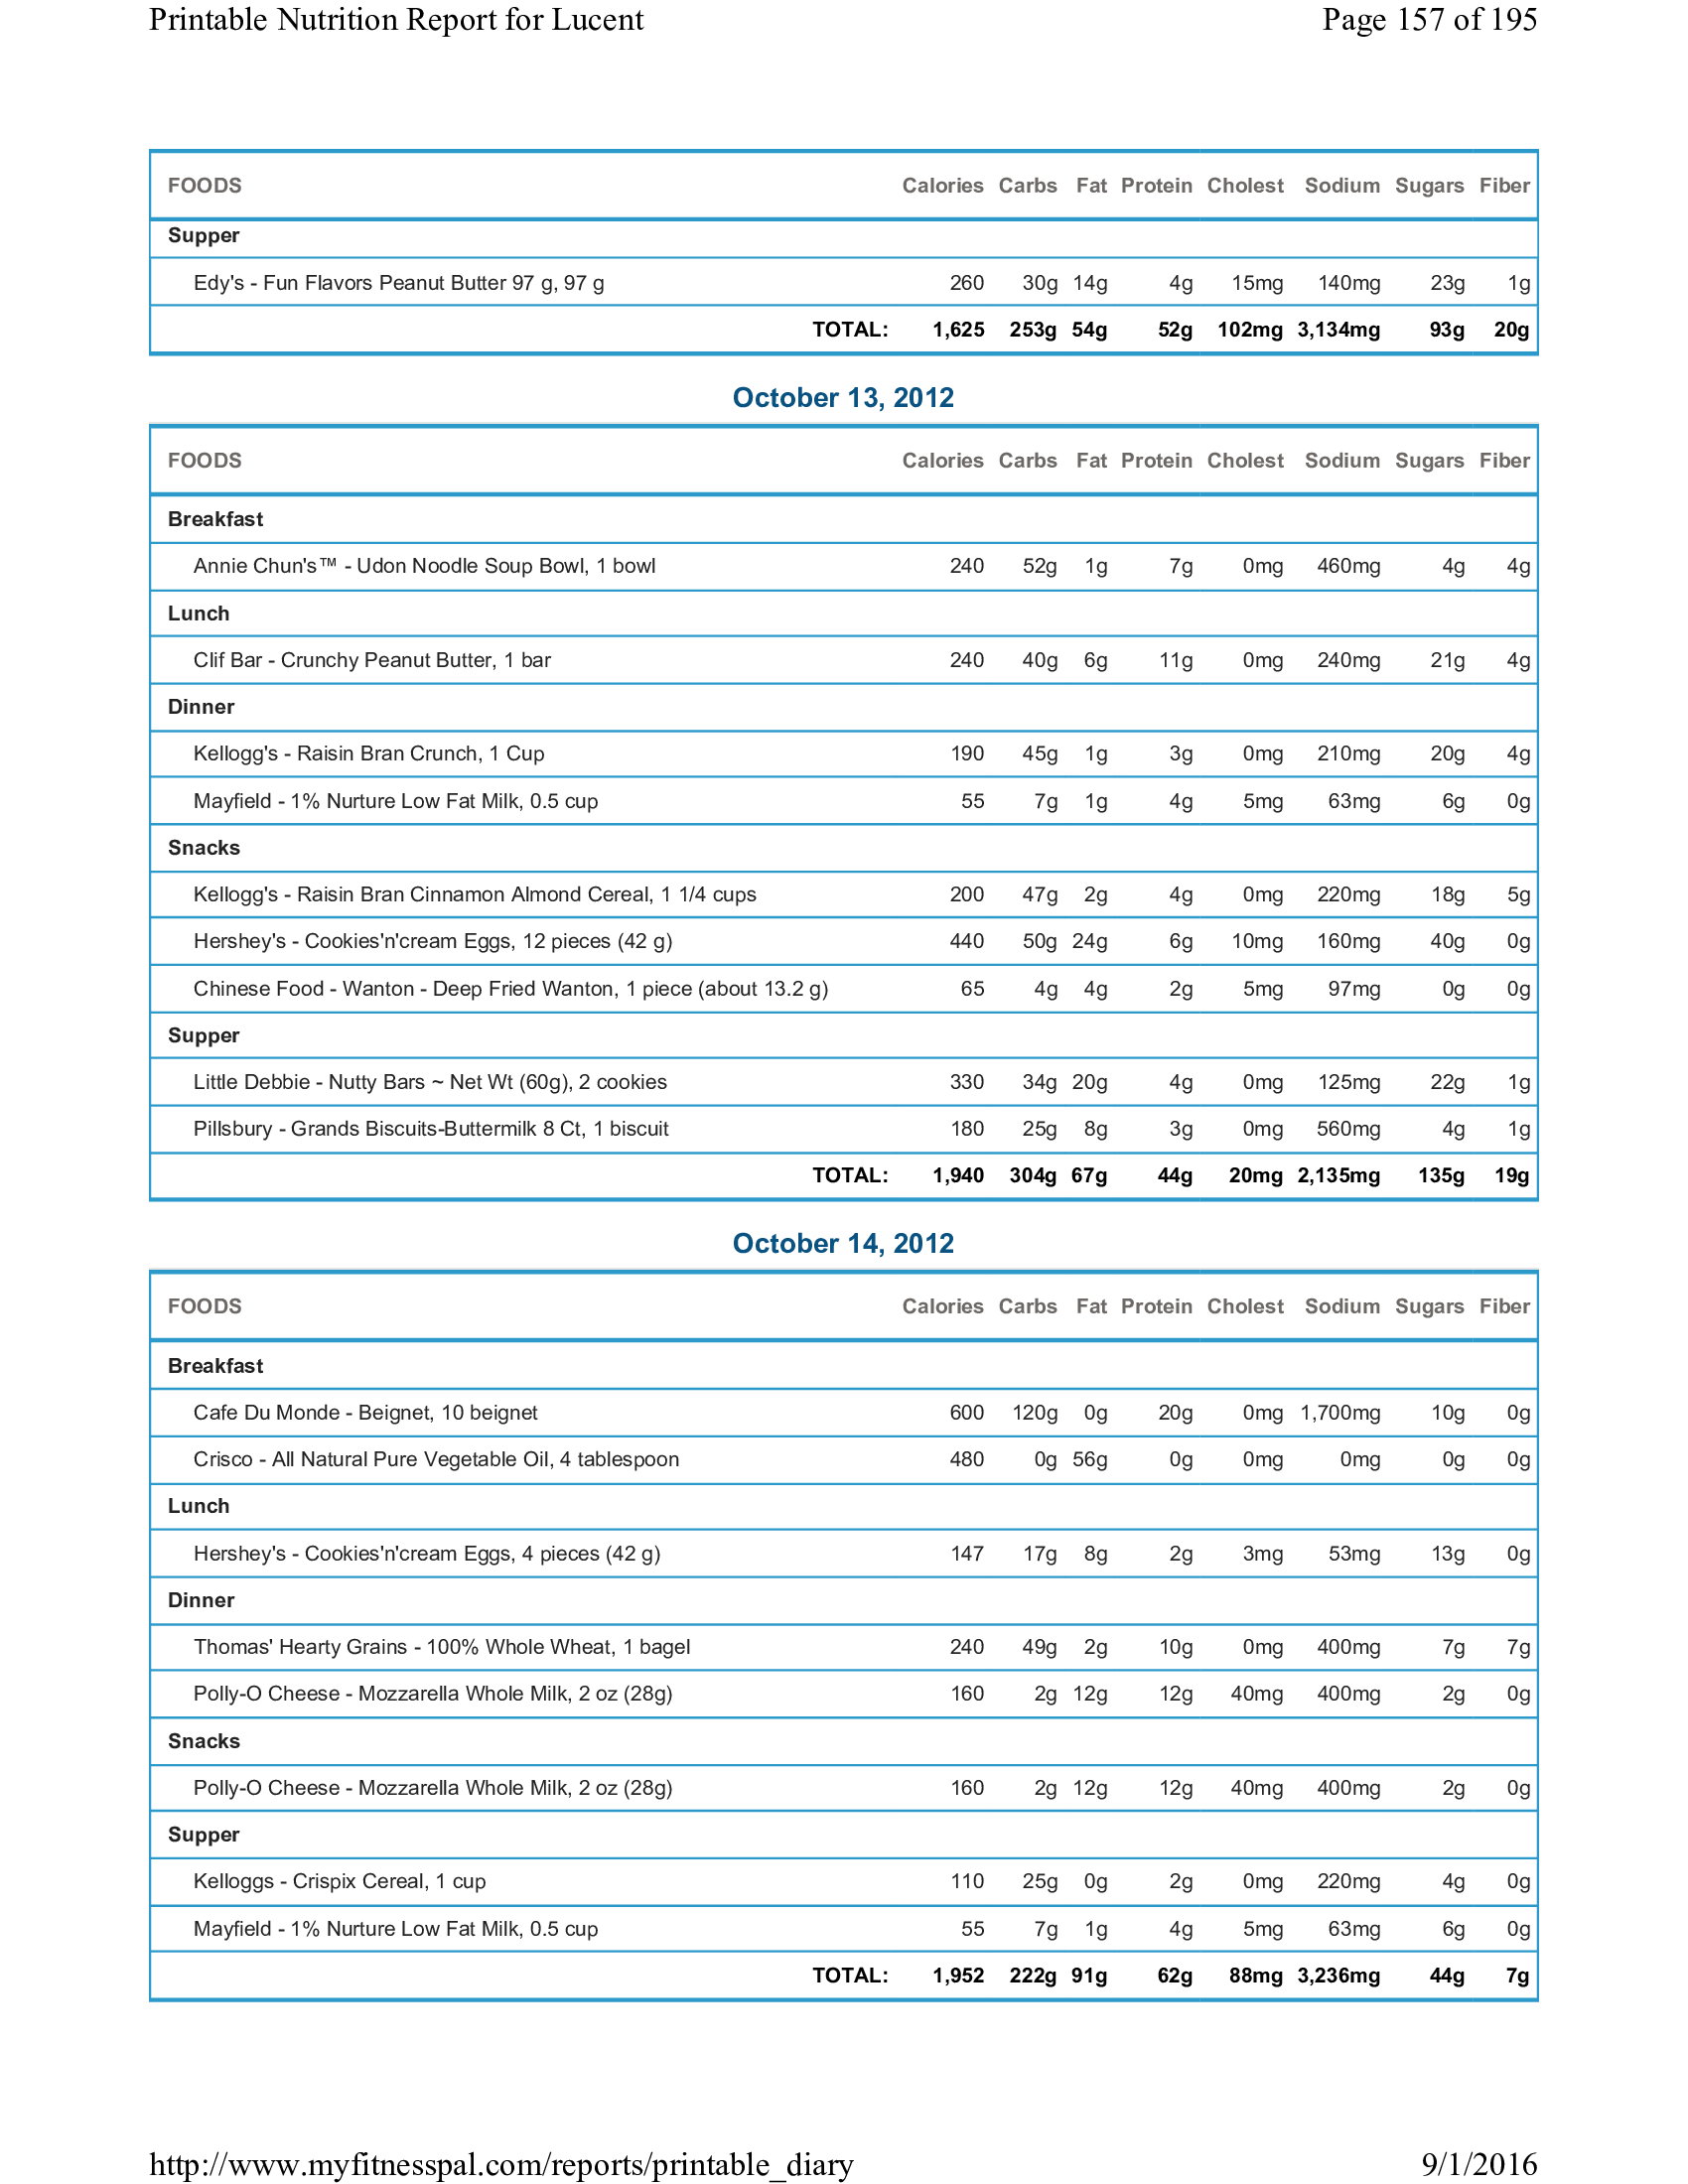 Printable Nutrition Report for Lucent Page 157 of 195
FOODS Calories Carbs Fat Protein Cholest Sodium Sugars Fiber
Supper
Edy's - Fun Flavors Peanut Butter 97 g, 97 g 260 30g 14g 4g 15mg 140mg 23g 1g
TOTAL: 1,625 253g 54g 52g 102mg 3,134mg 93g 20g
October 13, 2012
FOODS Calories Carbs Fat Protein Cholest Sodium Sugars Fiber
Breakfast
Annie Chun's™ - Udon Noodle Soup Bowl, 1 bowl 240 52g 1g 7g 0mg 460mg 4g 4g
Lunch
Clif Bar - Crunchy Peanut Butter, 1 bar 240 40g 6g 11g 0mg 240mg 21g 4g
Dinner
Kellogg's - Raisin Bran Crunch, 1 Cup 190 45g 1g 3g 0mg 210mg 20g 4g
Mayfield - 1% Nurture Low Fat Milk, 0.5 cup 55 7g 1g 4g 5mg 63mg 6g 0g
Snacks
Kellogg's - Raisin Bran Cinnamon Almond Cereal, 1 1/4 cups 200 47g 2g 4g 0mg 220mg 18g 5g
Hershey's - Cookies'n'cream Eggs, 12 pieces (42 g) 440 50g 24g 6g 10mg 160mg 40g 0g
Chinese Food - Wanton - Deep Fried Wanton, 1 piece (about 13.2 g) 65 4g 4g 2g 5mg 97mg 0g 0g
Supper
Little Debbie - Nutty Bars ~ Net Wt (60g), 2 cookies 330 34g 20g 4g 0mg 125mg 22g 1g
Pillsbury - Grands Biscuits-Buttermilk 8 Ct, 1 biscuit 180 25g 8g 3g 0mg 560mg 4g 1g
TOTAL: 1,940 304g 67g 44g 20mg 2,135mg 135g 19g
October 14, 2012
FOODS Calories Carbs Fat Protein Cholest Sodium Sugars Fiber
Breakfast
Cafe Du Monde - Beignet, 10 beignet 600 120g 0g 20g 0mg 1,700mg 10g 0g
Crisco - All Natural Pure Vegetable Oil, 4 tablespoon 480 0g 56g 0g 0mg 0mg 0g 0g
Lunch
Hershey's - Cookies'n'cream Eggs, 4 pieces (42 g) 147 17g 8g 2g 3mg 53mg 13g 0g
Dinner
Thomas' Hearty Grains - 100% Whole Wheat, 1 bagel 240 49g 2g 10g 0mg 400mg 7g 7g
Polly-O Cheese - Mozzarella Whole Milk, 2 oz (28g) 160 2g 12g 12g 40mg 400mg 2g 0g
Snacks
Polly-O Cheese - Mozzarella Whole Milk, 2 oz (28g) 160 2g 12g 12g 40mg 400mg 2g 0g
Supper
Kelloggs - Crispix Cereal, 1 cup 110 25g 0g 2g 0mg 220mg 4g 0g
Mayfield - 1% Nurture Low Fat Milk, 0.5 cup 55 7g 1g 4g 5mg 63mg 6g 0g
TOTAL: 1,952 222g 91g 62g 88mg 3,236mg 44g 7g
http://www.myfitnesspal.com/reports/printable_diary 9/1/2016